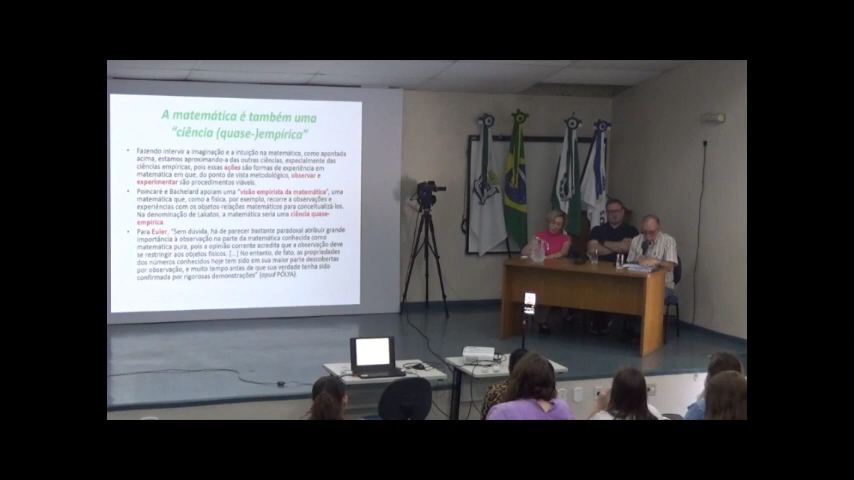 A matemática é também uma
“ciência (quase-)empírica”
• Fazendo intervir a imaginação e a intuição na matemática, como apontada
acima, estamos aproximando-a das outras ciências, especialmente das
ciências empíricas, pois essas ações são formas de experiência em
matemática em que, do ponto de vista metodológico, observar e
experimentar são procedimentos viáveis.
• Poincaré e Bachelard apoiam uma “visão empirista da matemática”, uma
matemática que, como a física, por exemplo, recorre a observações e
experiências com os objetos-relações matemáticos para conceitualizá-los.
Na denominação de Lakatos, a matemática seria uma ciência quase-
empírica.
• Para Euler, “Sem dúvida, há de parecer bastante paradoxal atribuir grande
importância à observação na parte da matemática conhecida como
matemática pura, pois a opinião corrente acredita que a observação deve
se restringir aos objetos físicos. [...] No entanto, de fato, as propriedades
dos números conhecidos hoje tem sido em sua maior parte descobertas
por observação, e muito tempo antes de que sua verdade tenha sido
confirmada por rigorosas demonstrações” (apud PÓLYA).